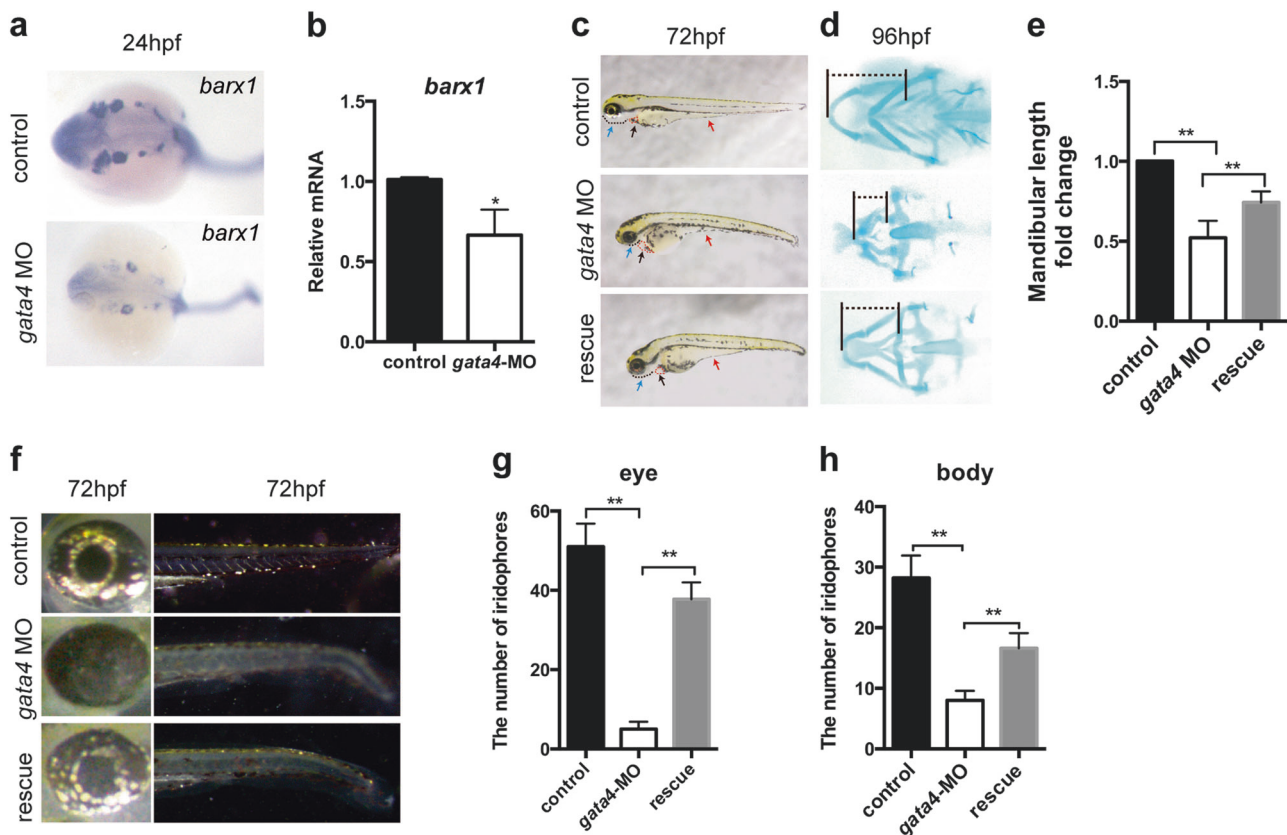 a
24hpf
control
barx1
gata4 MO
barx1
b
barx1
Relative mRNA
1.5
1.0
0.5
0.0
*
control gata4-MO
c
72hpf
control
gata4 MO
rescue
d
96hpf
e
Mandibular length
fold change
1.5
1.0
0.5
0.0
**
**
control
gata4 MO
rescue
f
72hpf
72hpf
control
gata4 MO
rescue
g
eye
The number of iridophores
60
40
20
0
**
**
control
gata4-MO
rescue
h
body
The number of iridophores
40
30
20
10
0
**
**
control
gata4-MO
rescue